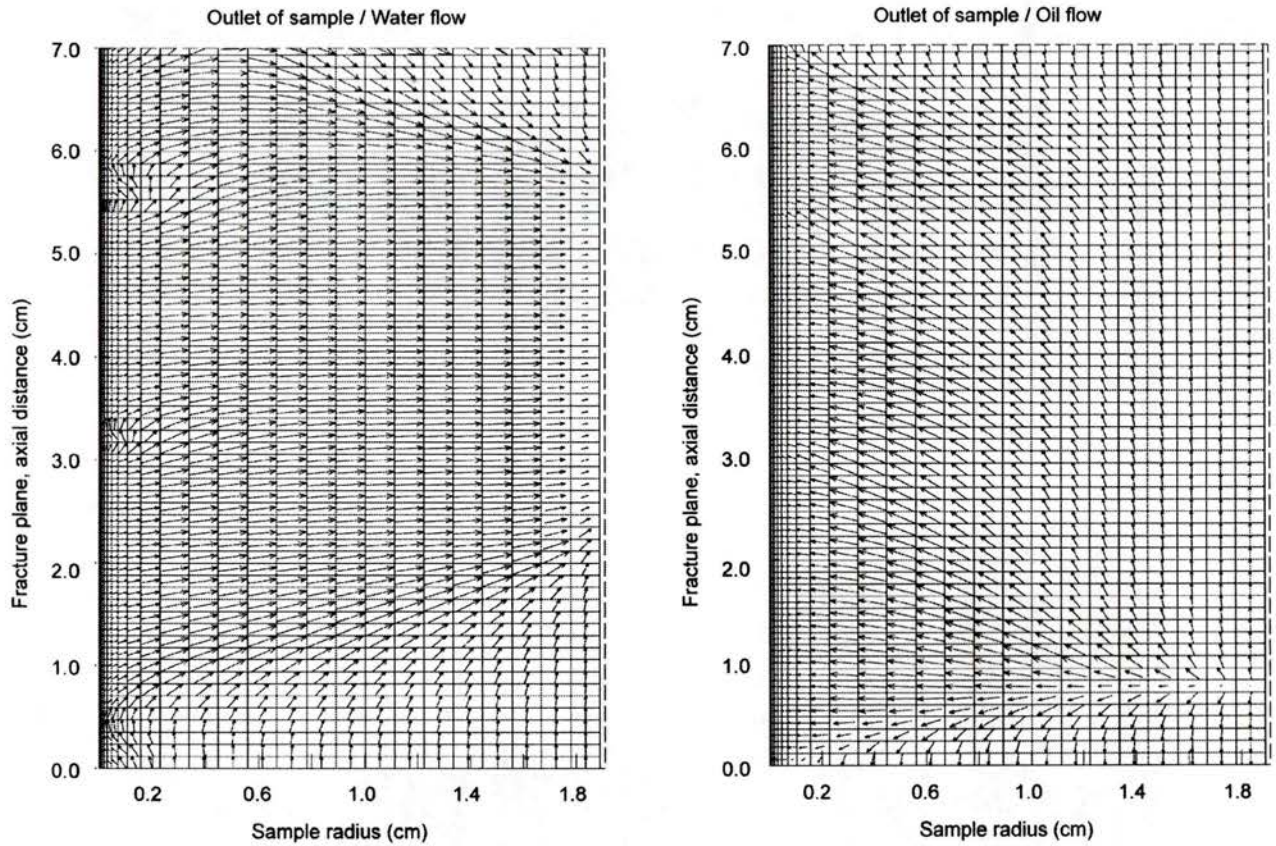 Outlet of sample / Water flow
7.0
6.0
5.0
4.0
3.0
2.0
1.0
0.0
0.2 0.6 1.0 1.4 1.8
Fracture plane, axial distance (cm)
Sample radius (cm)
Outlet of sample / Oil flow
7.0
6.0
5.0
4.0
3.0
2.0
1.0
0.0
0.2 0.6 1.0 1.4 1.8
Fracture plane, axial distance (cm)
Sample radius (cm)